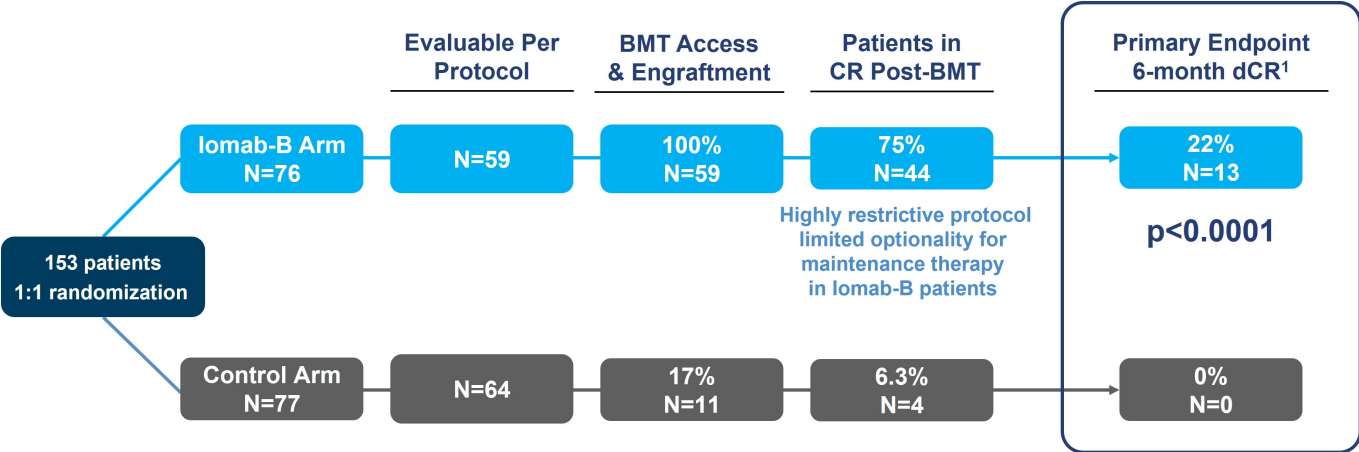 Evaluable Per
Protocol
BMT Access
& Engraftment
Patients in
CR Post-BMT
Primary Endpoint
6-month dCR¹
Iomab-B Arm
N=76
N=59
100%
N=59
75%
N=44
22%
N=13
Highly restrictive protocol
limited optionality for
maintenance therapy
in Iomab-B patients
p<0.0001
153 patients
1:1 randomization
Control Arm
N=77
N=64
17%
N=11
6.3%
N=4
0%
N=0